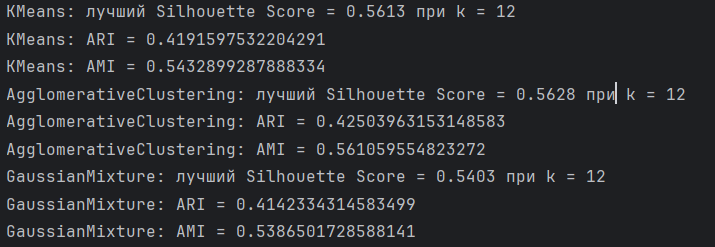 KMeans: лучший Silhouette Score = 0.5613 при k = 12
KMeans: ARI = 0.4191597532204291
KMeans: AMI = 0.5432899287888334
AgglomerativeClustering: лучший Silhouette Score = 0.5628 при k = 12
AgglomerativeClustering: ARI = 0.42503963153148583
AgglomerativeClustering: AMI = 0.561059554823272
GaussianMixture: лучший Silhouette Score = 0.5403 при k = 12
GaussianMixture: ARI = 0.4142334314583499
GaussianMixture: AMI = 0.5386501728588141